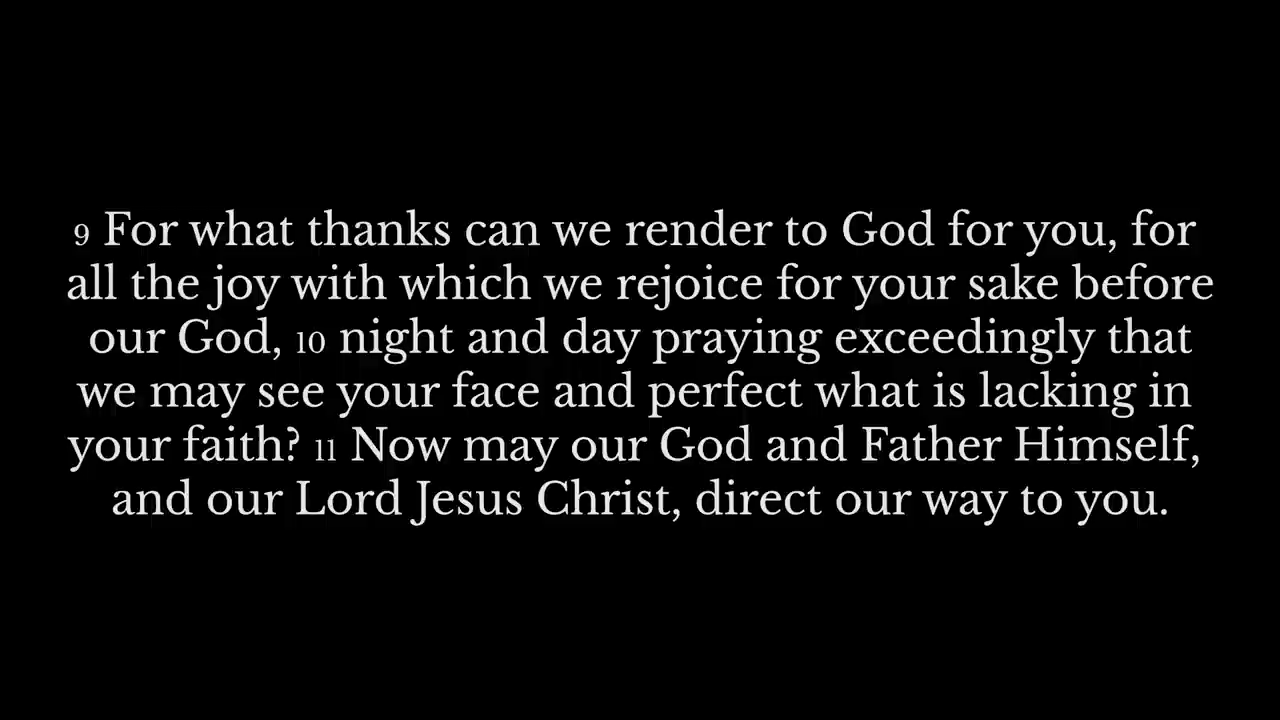 9 For what thanks can we render to God for you, for
all the joy with which we rejoice for your sake before
our God, 10 night and day praying exceedingly that
we may see your face and perfect what is lacking in
your faith? 11 Now may our God and Father Himself,
and our Lord Jesus Christ, direct our way to you.